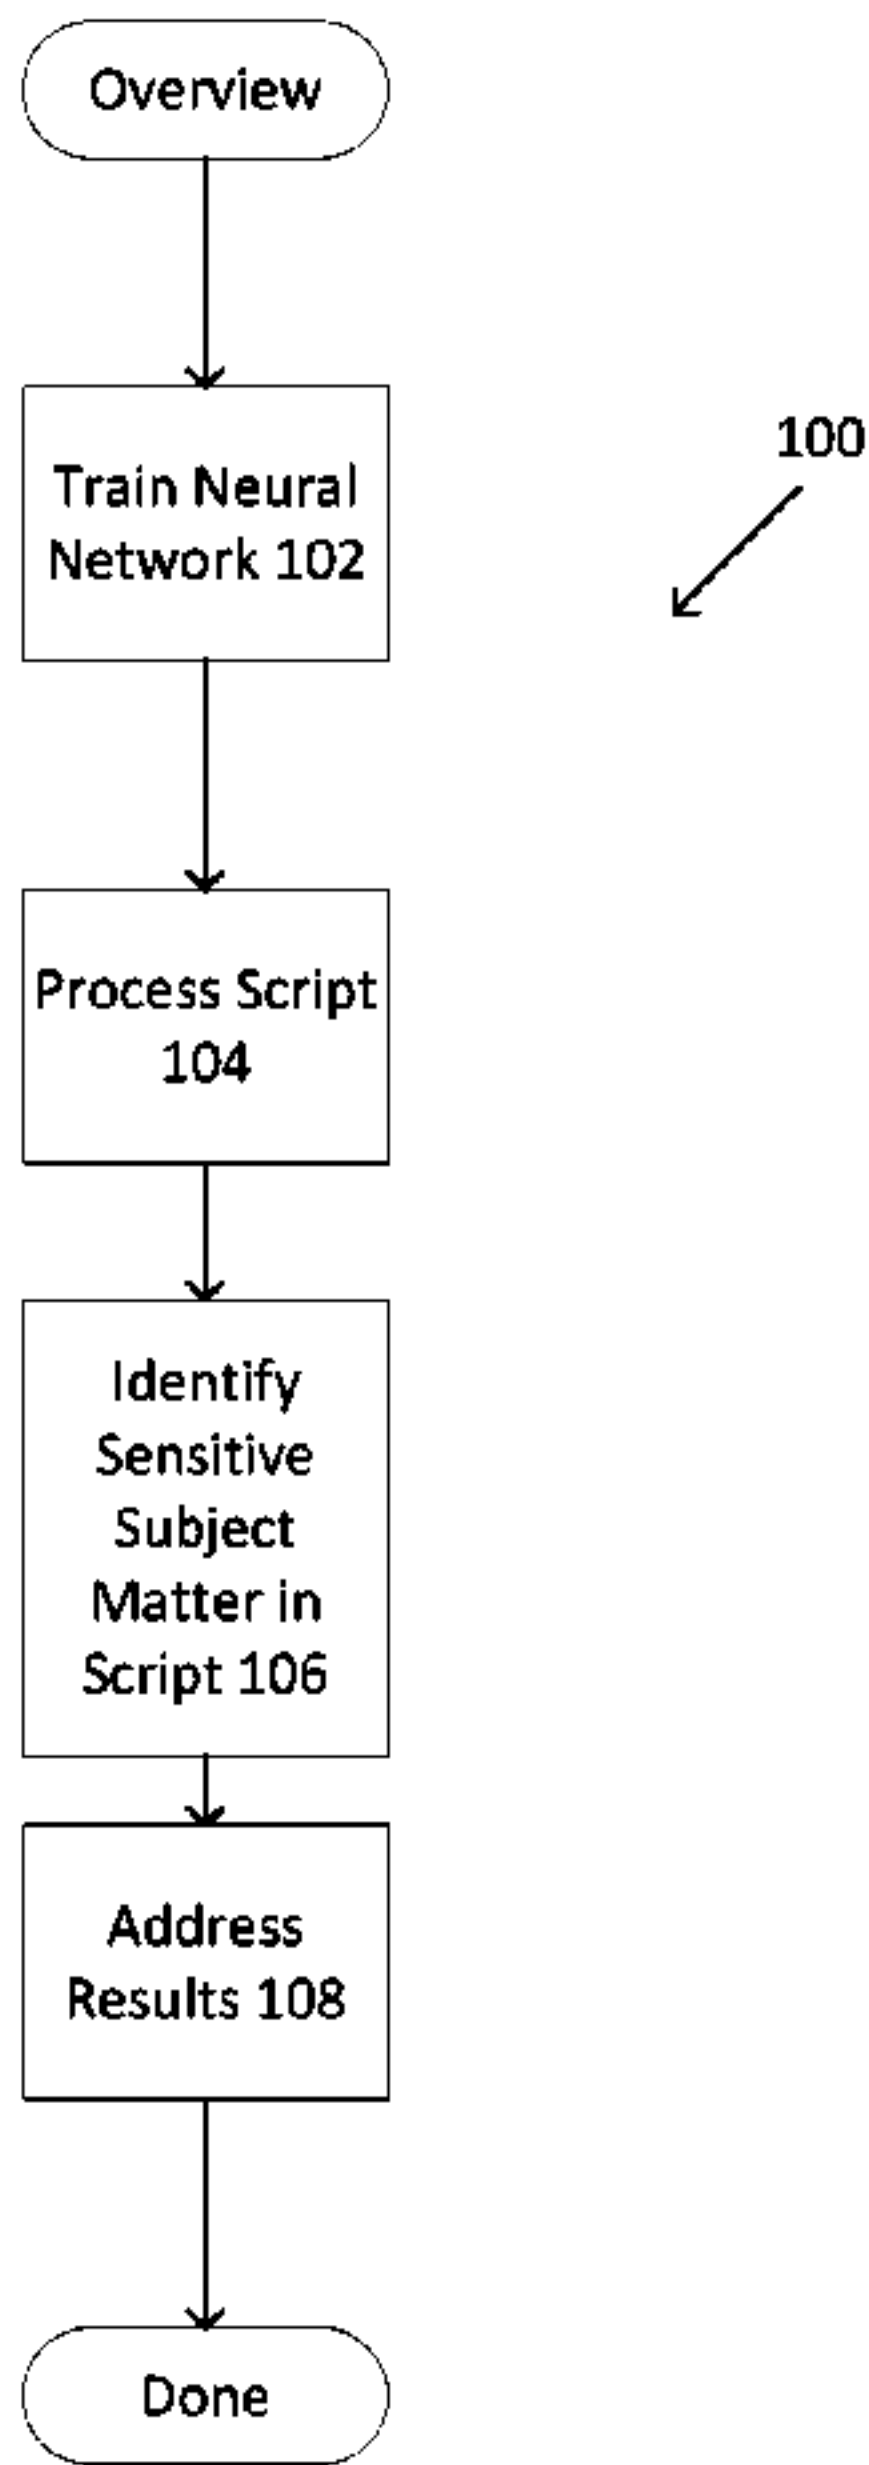 Overview
Train Neural
Network 102
100
Process Script
104
Identify
Sensitive
Subject
Matter in
Script 106
Address
Results 108
Done